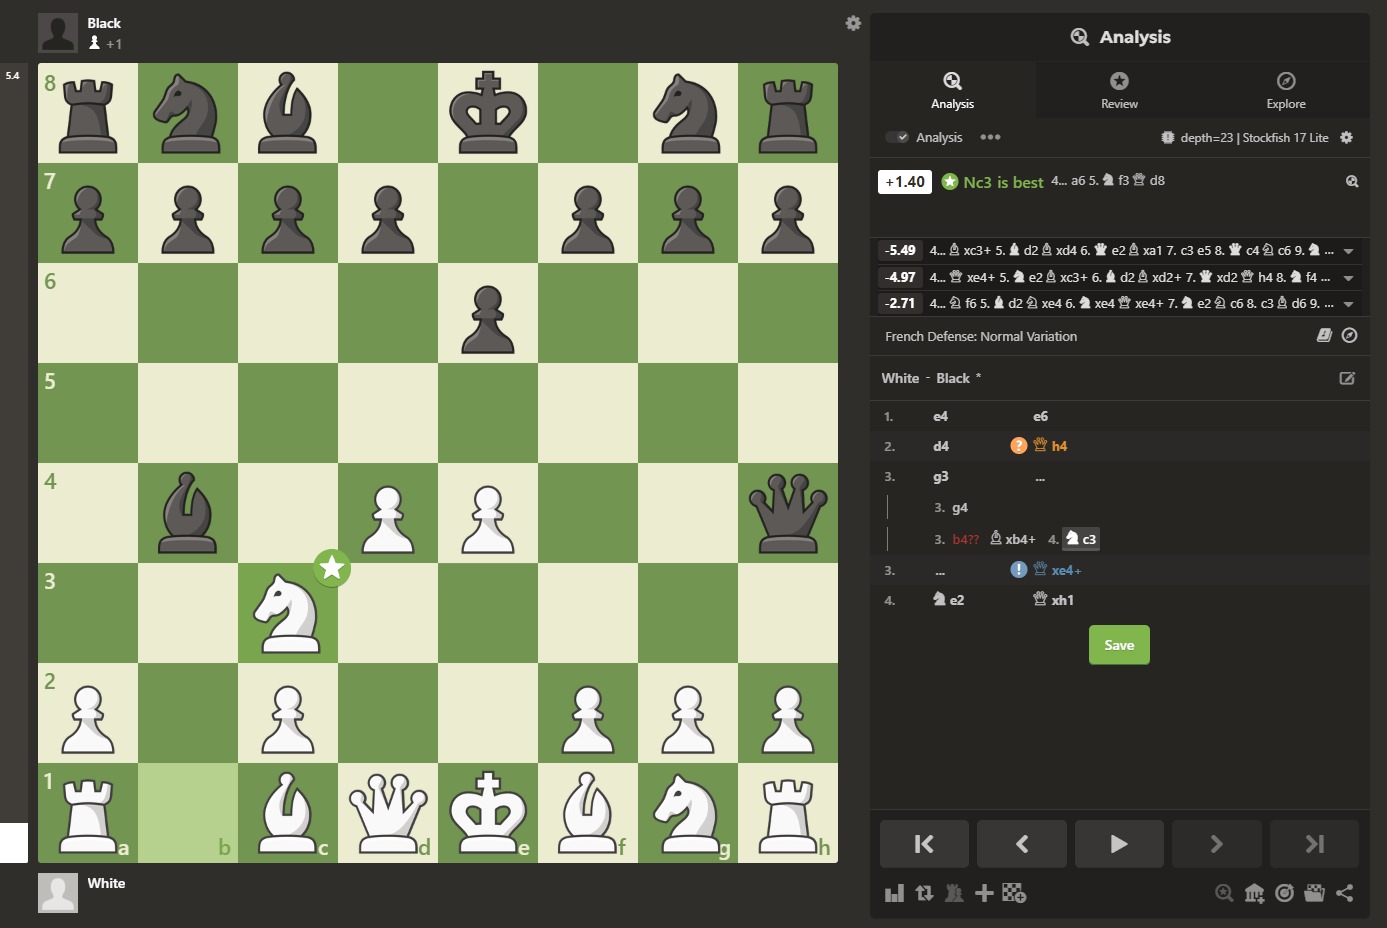 Black
+1
5.4
8
7
6
5
4
3
2
1
a b c d e f g h
White
Analysis
Analysis Review Explore
Analysis depth=23 | Stockfish 17 Lite
+1.40 Nc3 is best 4... a6 5. ♞ f3 ♕ d8
-5.49 4... ♗ xc3+ 5. ♝ d2 ♗ xd4 6. ♛ e2 ♗ xa1 7. c3 e5 8. ♛ c4 ♘ c6 9. ♞ ...
-4.97 4... ♕ xe4+ 5. ♞ e2 ♗ xc3+ 6. ♝ d2 ♗ xd2+ 7. ♛ xd2 ♕ h4 8. ♞ f4 ...
-2.71 4... ♘ f6 5. ♝ d2 ♘ xe4 6. ♞ xe4 ♕ xe4+ 7. ♞ e2 ♘ c6 8. c3 ♗ d6 9. ...
French Defense: Normal Variation
White - Black *
1. e4 e6
2. d4 ? ♕ h4
3. g3 ...
3. g4
3. b4?? ♗ xb4+ 4. ♞ c3
3. ... ! ♕ xe4+
4. ♞ e2 ♕ xh1
Save